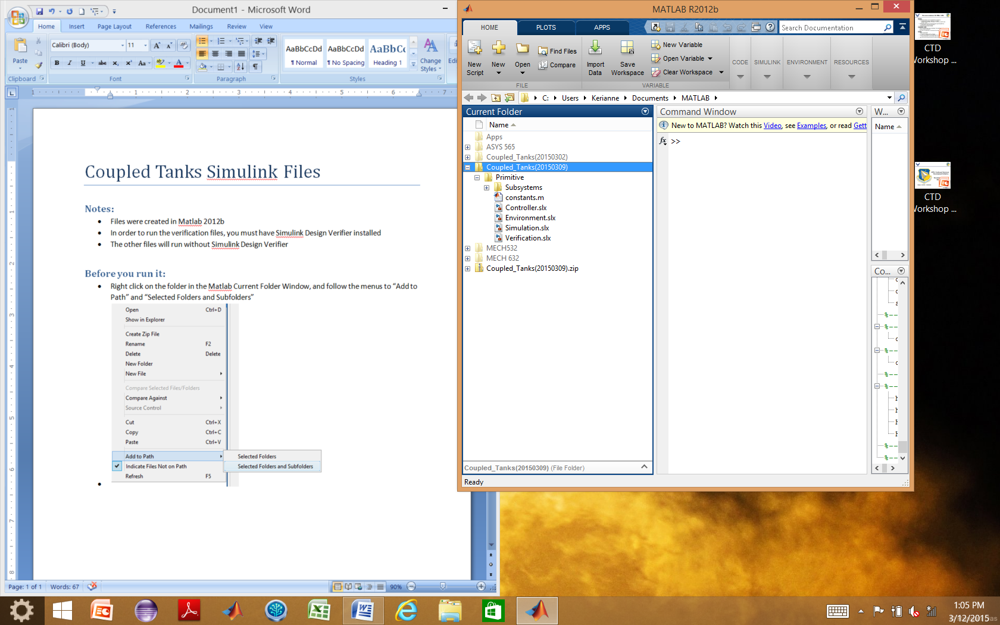 Document1 - Microsoft Word
Home Insert Page Layout References Mailings Review View
Calibri (Body) 11
Paste
B I U abc x₂ x² Aa
AaBbCcDd AaBbCcDd AaBbCc
¶ Normal ¶ No Spacing Heading 1
Change Styles
Clipboard Font Paragraph Styles
Coupled Tanks Simulink Files
Notes:
• Files were created in Matlab 2012b
• In order to run the verification files, you must have Simulink Design Verifier installed
• The other files will run without Simulink Design Verifier
Before you run it:
• Right click on the folder in the Matlab Current Folder Window, and follow the menus to “Add to
Path” and “Selected Folders and Subfolders”
Open Ctrl+D
Show in Explorer
Create Zip File
Rename F2
Delete Delete
New Folder
New File
Compare Selected Files/Folders
Compare Against
Source Control
Cut Ctrl+X
Copy Ctrl+C
Paste Ctrl+V
Add to Path
Selected Folders
Indicate Files Not on Path
Selected Folders and Subfolders
Refresh F5
Page: 1 of 1 Words: 67 90%
MATLAB R2012b
HOME PLOTS APPS
Search Documentation
New Script
New
Open
Find Files
Compare
Import Data
Save Workspace
New Variable
Open Variable
Clear Workspace
CODE SIMULINK ENVIRONMENT RESOURCES
FILE VARIABLE
C: Users Kerianne Documents MATLAB
Current Folder
Name
Apps
ASYS 565
Coupled_Tanks(20150302)
Coupled_Tanks(20150309)
Primitive
Subsystems
constants.m
Controller.slx
Environment.slx
Simulation.slx
Verification.slx
MECH532
MECH 632
Coupled_Tanks(20150309).zip
Coupled_Tanks(20150309) (File Folder)
Ready
Command Window
New to MATLAB? Watch this Video, see Examples, or read Gett
fx >>
W...
Name
Co...
CTD
Workshop ...
CTD
Workshop ...
1:05 PM
3/12/2015